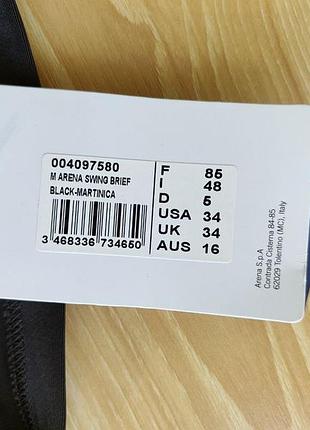 004097580
M ARENA SWING BRIEF
BLACK-MARTINICA
3 468336 734650
F 85
I 48
D 5
USA 34
UK 34
AUS 16
Arena S.p.A
Contrada Cisterna 84-85
62029 Tolentino (MC), Italy